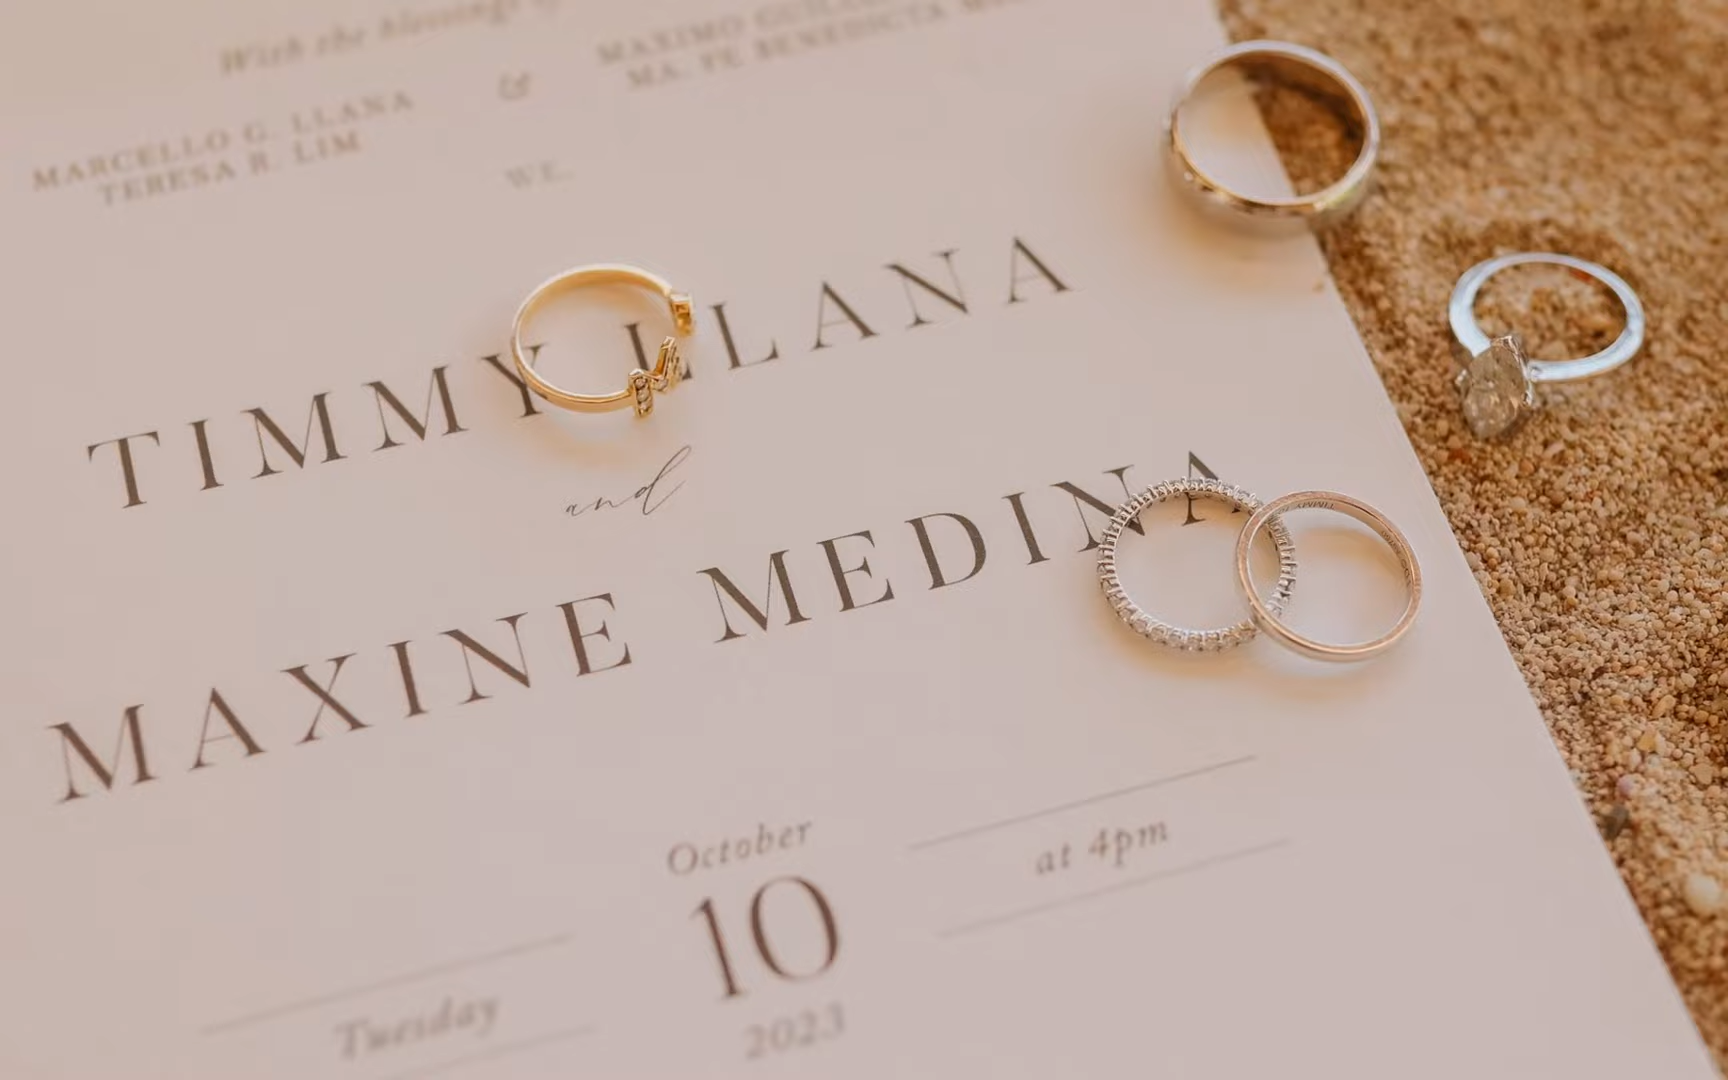 With the blessings of
MARCELLO G. LLANA
TERESA R. LIM
&
MAXIMO
MA. FE BENEDICTA
WE,
TIMMY LLANA
and
MAXINE MEDINA
Tuesday
October
10
2023
at 4pm